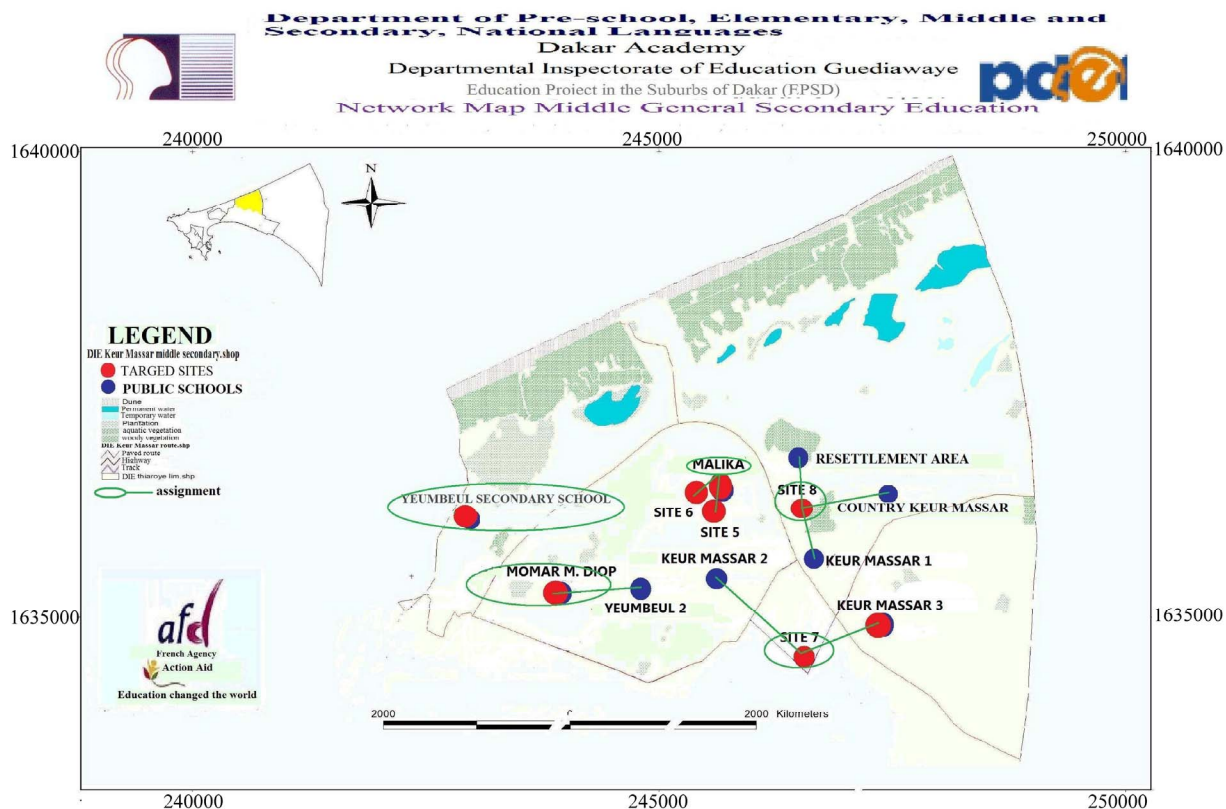 Department of Pre-school, Elementary, Middle and
Secondary, National Languages
Dakar Academy
Departmental Inspectorate of Education Guediawaye
Education Project in the Suburbs of Dakar (EPSD)
Network Map Middle General Secondary Education
240000
245000
250000
1640000
1640000
N
LEGEND
DIE Keur Massar middle secondary.shop
TARGED SITES
PUBLIC SCHOOLS
Dune
Permanent water
Temporary water
Plantation
aquatic vegetation
woody vegetation
DIE Keur Massar route.shp
Paved route
Highway
Track
DIE thiaroye lim.shp
assignment
MALIKA
RESETTLEMENT AREA
YEUMBEUL SECONDARY SCHOOL
SITE 8
SITE 6
COUNTRY KEUR MASSAR
SITE 5
KEUR MASSAR 2
KEUR MASSAR 1
MOMAR M. DIOP
YEUMBEUL 2
KEUR MASSAR 3
SITE 7
1635000
1635000
afd
French Agency
Action Aid
Education changed the world
2000
0
2000 Kilometers
240000
245000
250000